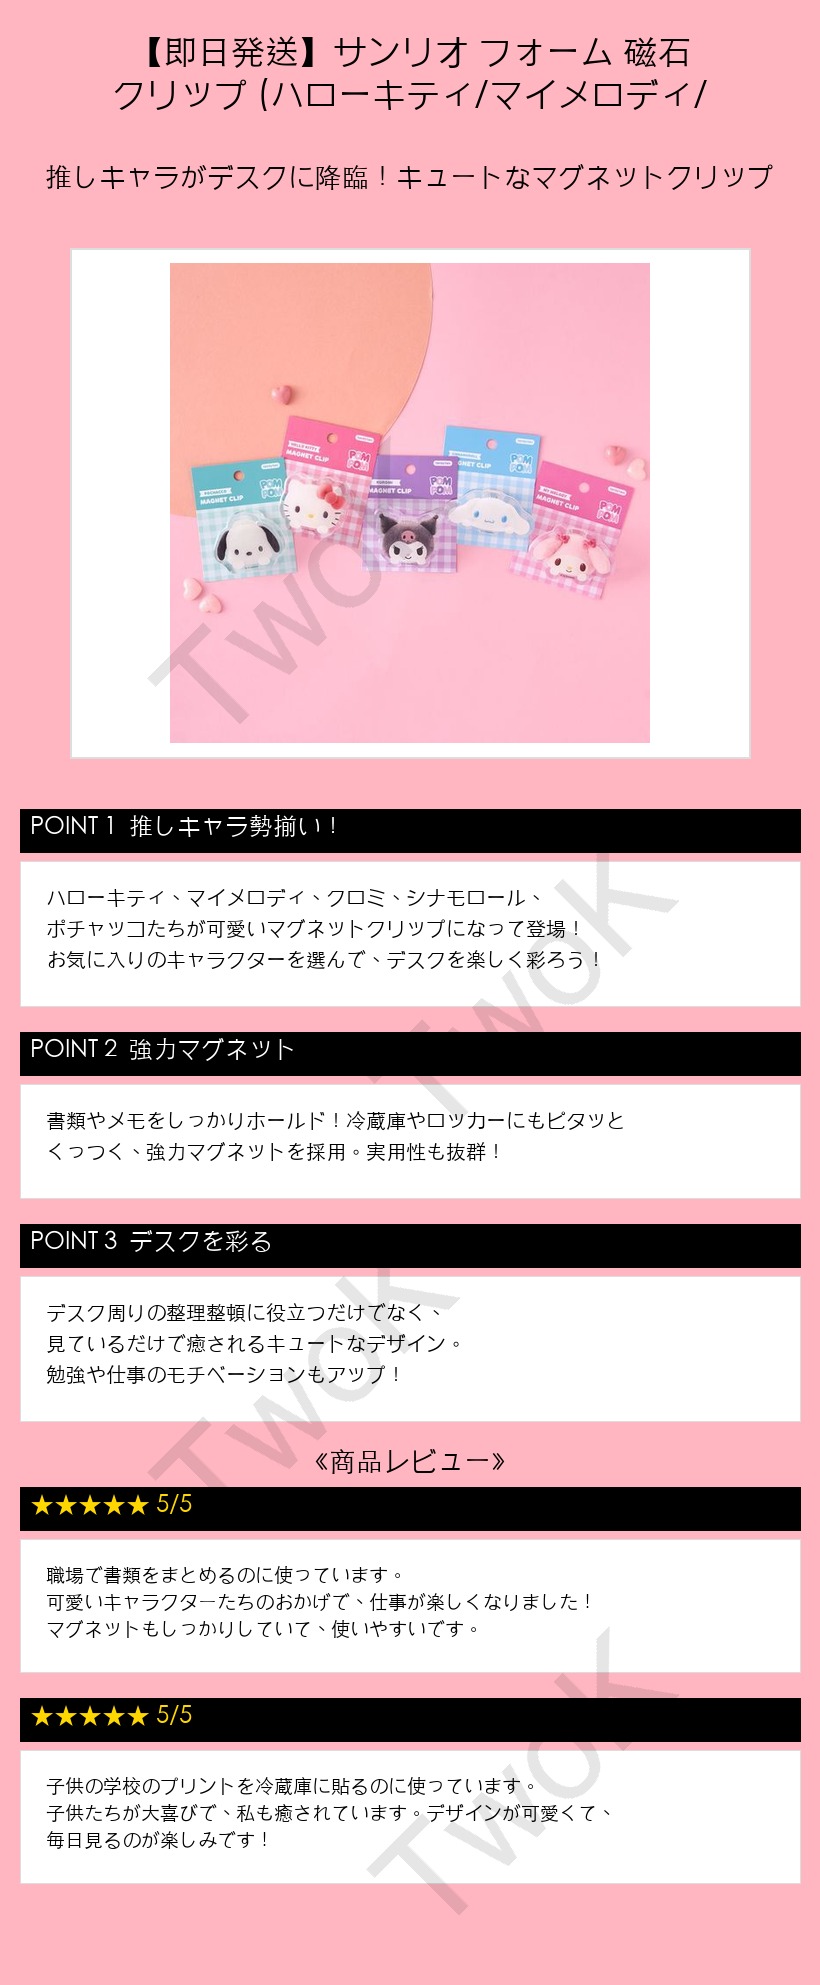 【即日発送】サンリオ フォーム 磁石
クリップ (ハローキティ/マイメロディ/
推しキャラがデスクに降臨！キュートなマグネットクリップ
POCHACCO
MAGNET CLIP
POM
POM
HELLO KITTY
MAGNET CLIP
POM
POM
KUROMI
MAGNET CLIP
POM
POM
NET CLIP
POM
POM
MY MELODY
MAGNET CLIP
POM
POM
TwoK
POINT 1 推しキャラ勢揃い！
ハローキティ、マイメロディ、クロミ、シナモロール、
ポチャッコたちが可愛いマグネットクリップになって登場！
お気に入りのキャラクターを選んで、デスクを楽しく彩ろう！
TwoK
POINT 2 強力マグネット
書類やメモをしっかりホールド！冷蔵庫やロッカーにもピタッと
くっつく、強力マグネットを採用。実用性も抜群！
POINT 3 デスクを彩る
デスク周りの整理整頓に役立つだけでなく、
見ているだけで癒されるキュートなデザイン。
勉強や仕事のモチベーションもアップ！
TwoK
《商品レビュー》
★★★★★ 5/5
職場で書類をまとめるのに使っています。
可愛いキャラクターたちのおかげで、仕事が楽しくなりました！
マグネットもしっかりしていて、使いやすいです。
★★★★★ 5/5
子供の学校のプリントを冷蔵庫に貼るのに使っています。
子供たちが大喜びで、私も癒されています。デザインが可愛くて、
毎日見るのが楽しみです！
TwoK